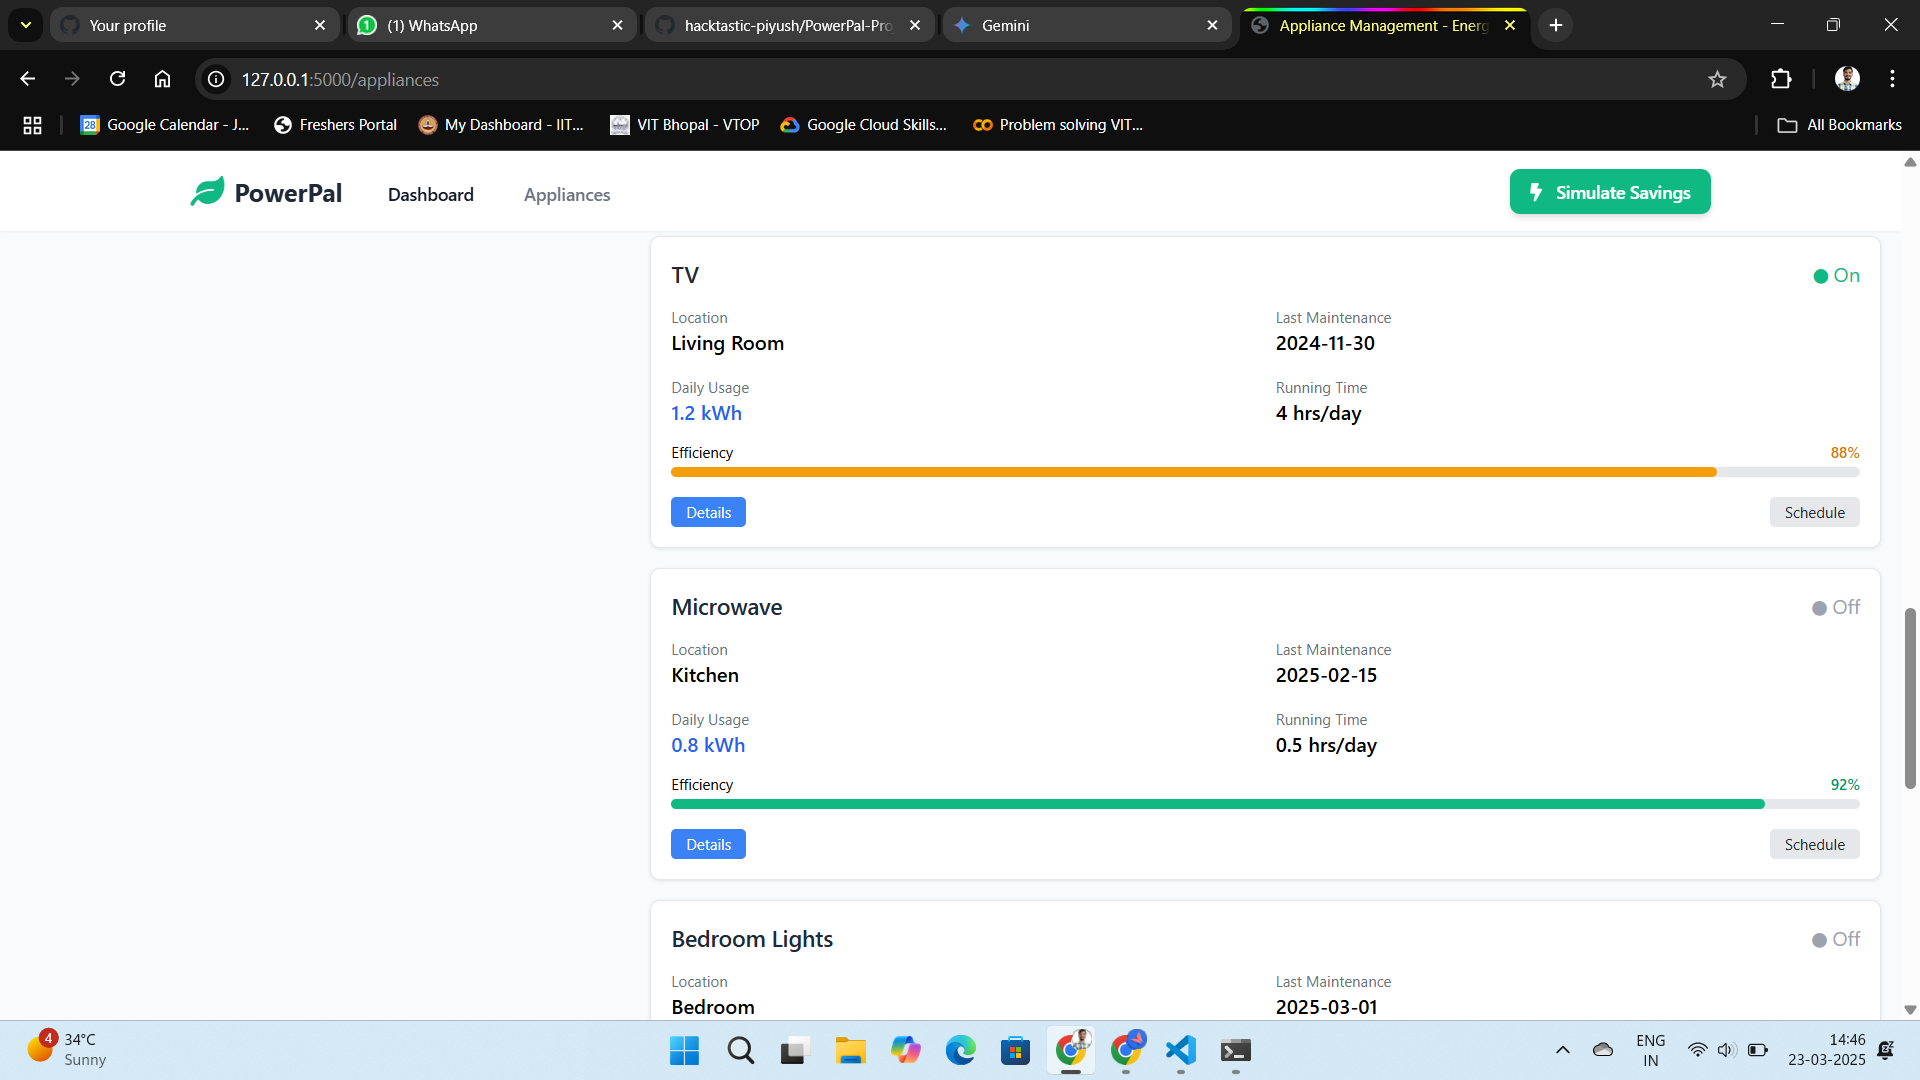 Your profile
(1) WhatsApp
hacktastic-piyush/PowerPal-Pro
Gemini
Appliance Management - Energ
127.0.0.1:5000/appliances
28
Google Calendar - J...
Freshers Portal
My Dashboard - IIT...
VIT Bhopal - VTOP
Google Cloud Skills...
Problem solving VIT...
All Bookmarks
PowerPal
Dashboard
Appliances
Simulate Savings
TV
On
Location
Last Maintenance
Living Room
2024-11-30
Daily Usage
Running Time
1.2 kWh
4 hrs/day
Efficiency
88%
Details
Schedule
Microwave
Off
Location
Last Maintenance
Kitchen
2025-02-15
Daily Usage
Running Time
0.8 kWh
0.5 hrs/day
Efficiency
92%
Details
Schedule
Bedroom Lights
Off
Location
Last Maintenance
Bedroom
2025-03-01
4
34°C
Sunny
ENG
IN
14:46
23-03-2025